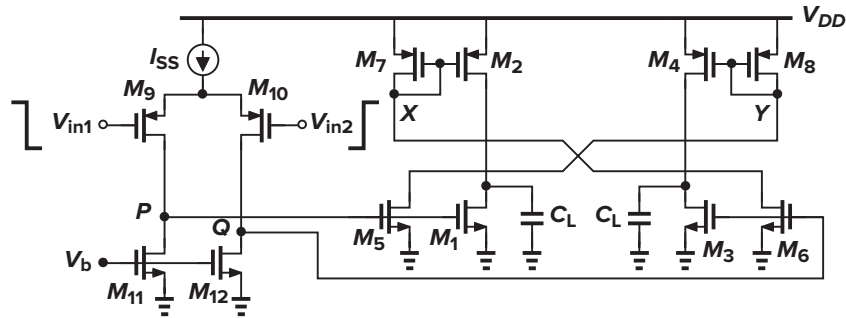 V_DD
I_SS
M_7
M_2
M_4
M_8
M_9
M_10
X
Y
V_in1
V_in2
P
Q
C_L
C_L
M_5
M_1
M_3
M_6
V_b
M_11
M_12